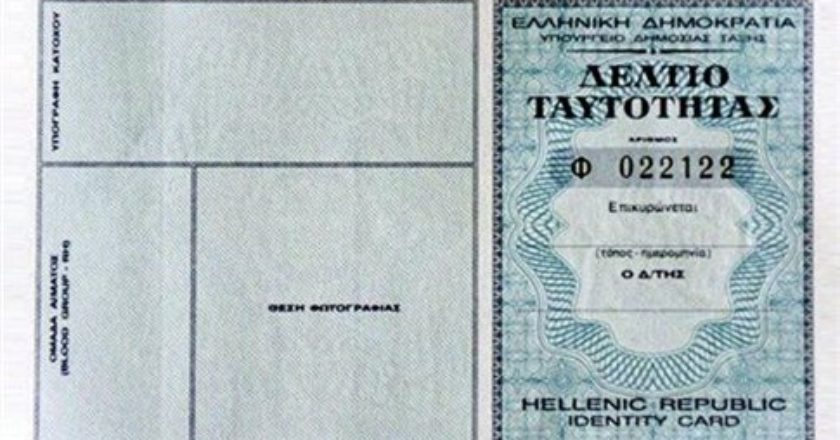 ΥΠΟΓΡΑΦΗ ΚΑΤΟΧΟΥ
ΟΜΑΔΑ ΑΙΜΑΤΟΣ
(BLOOD GROUP - RH)
ΘΕΣΗ ΦΩΤΟΓΡΑΦΙΑΣ
ΕΛΛΗΝΙΚΗ ΔΗΜΟΚΡΑΤΙΑ
ΥΠΟΥΡΓΕΙΟ ΔΗΜΟΣΙΑΣ ΤΑΞΗΣ
ΔΕΛΤΙΟ
ΤΑΥΤΟΤΗΤΑΣ
ΑΡΙΘΜΟΣ
Φ 022122
Επικυρώνεται
(τόπος - ημερομηνία)
Ο Δ/ΤΗΣ
HELLENIC REPUBLIC
IDENTITY CARD